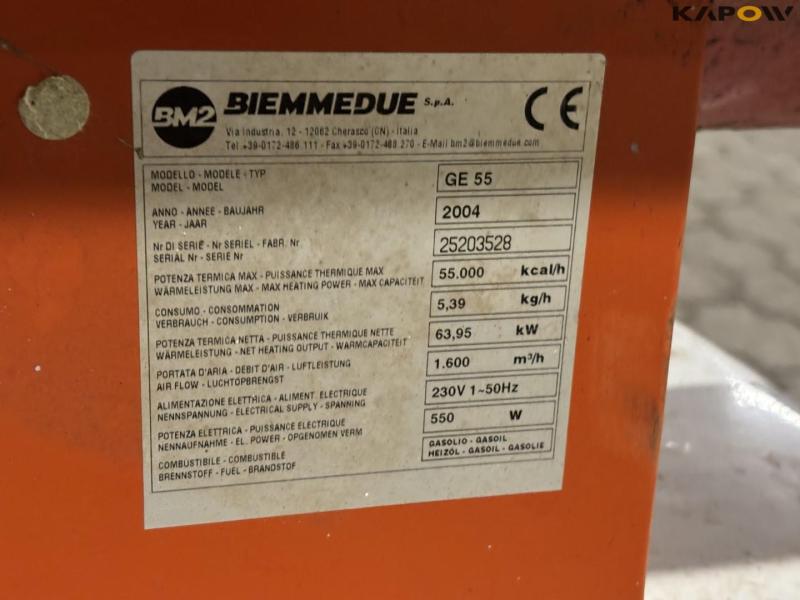 KAPOW
BM2 BIEMMEDUE S.p.A. CE
Via Industria, 12 - 12062 Cherasco (CN) - Italia
Tel.+39-0172-486.111 - Fax+39-0172-488.270 - E-Mail bm2@biemmedue.com
MODELLO - MODELE - TYP
MODEL - MODEL
GE 55
ANNO - ANNEE - BAUJAHR
YEAR - JAAR
2004
Nr DI SERIE - Nr SERIEL - FABR. Nr
SERIAL Nr - SERIE Nr
25203528
POTENZA TERMICA MAX - PUISSANCE THERMIQUE MAX
WÄRMELEISTUNG MAX - MAX HEATING POWER - MAX CAPACITEIT
55.000 kcal/h
CONSUMO - CONSOMMATION
VERBRAUCH - CONSUMPTION - VERBRUIK
5,39 kg/h
POTENZA TERMICA NETTA - PUISSANCE THERMIQUE NETTE
WÄRMELEISTUNG - NET HEATING OUTPUT - WARMCAPACITEIT
63,95 kW
PORTATA D'ARIA - DEBIT D'AIR - LUFTLEISTUNG
AIR FLOW - LUCHTOPBRENGST
1.600 m³/h
ALIMENTAZIONE ELETTRICA - ALIMENT. ELECTRIQUE
NENNSPANNUNG - ELECTRICAL SUPPLY - SPANNING
230V 1~50Hz
POTENZA ELETTRICA - PUISSANCE ELECTRIQUE
NENNAUFNAHME - EL. POWER - OPGENOMEN VERM
550 W
COMBUSTIBILE - COMBUSTIBLE
BRENNSTOFF - FUEL - BRANDSTOF
GASOLIO - GASOIL
HEIZÖL - GASOIL - GASOLIE